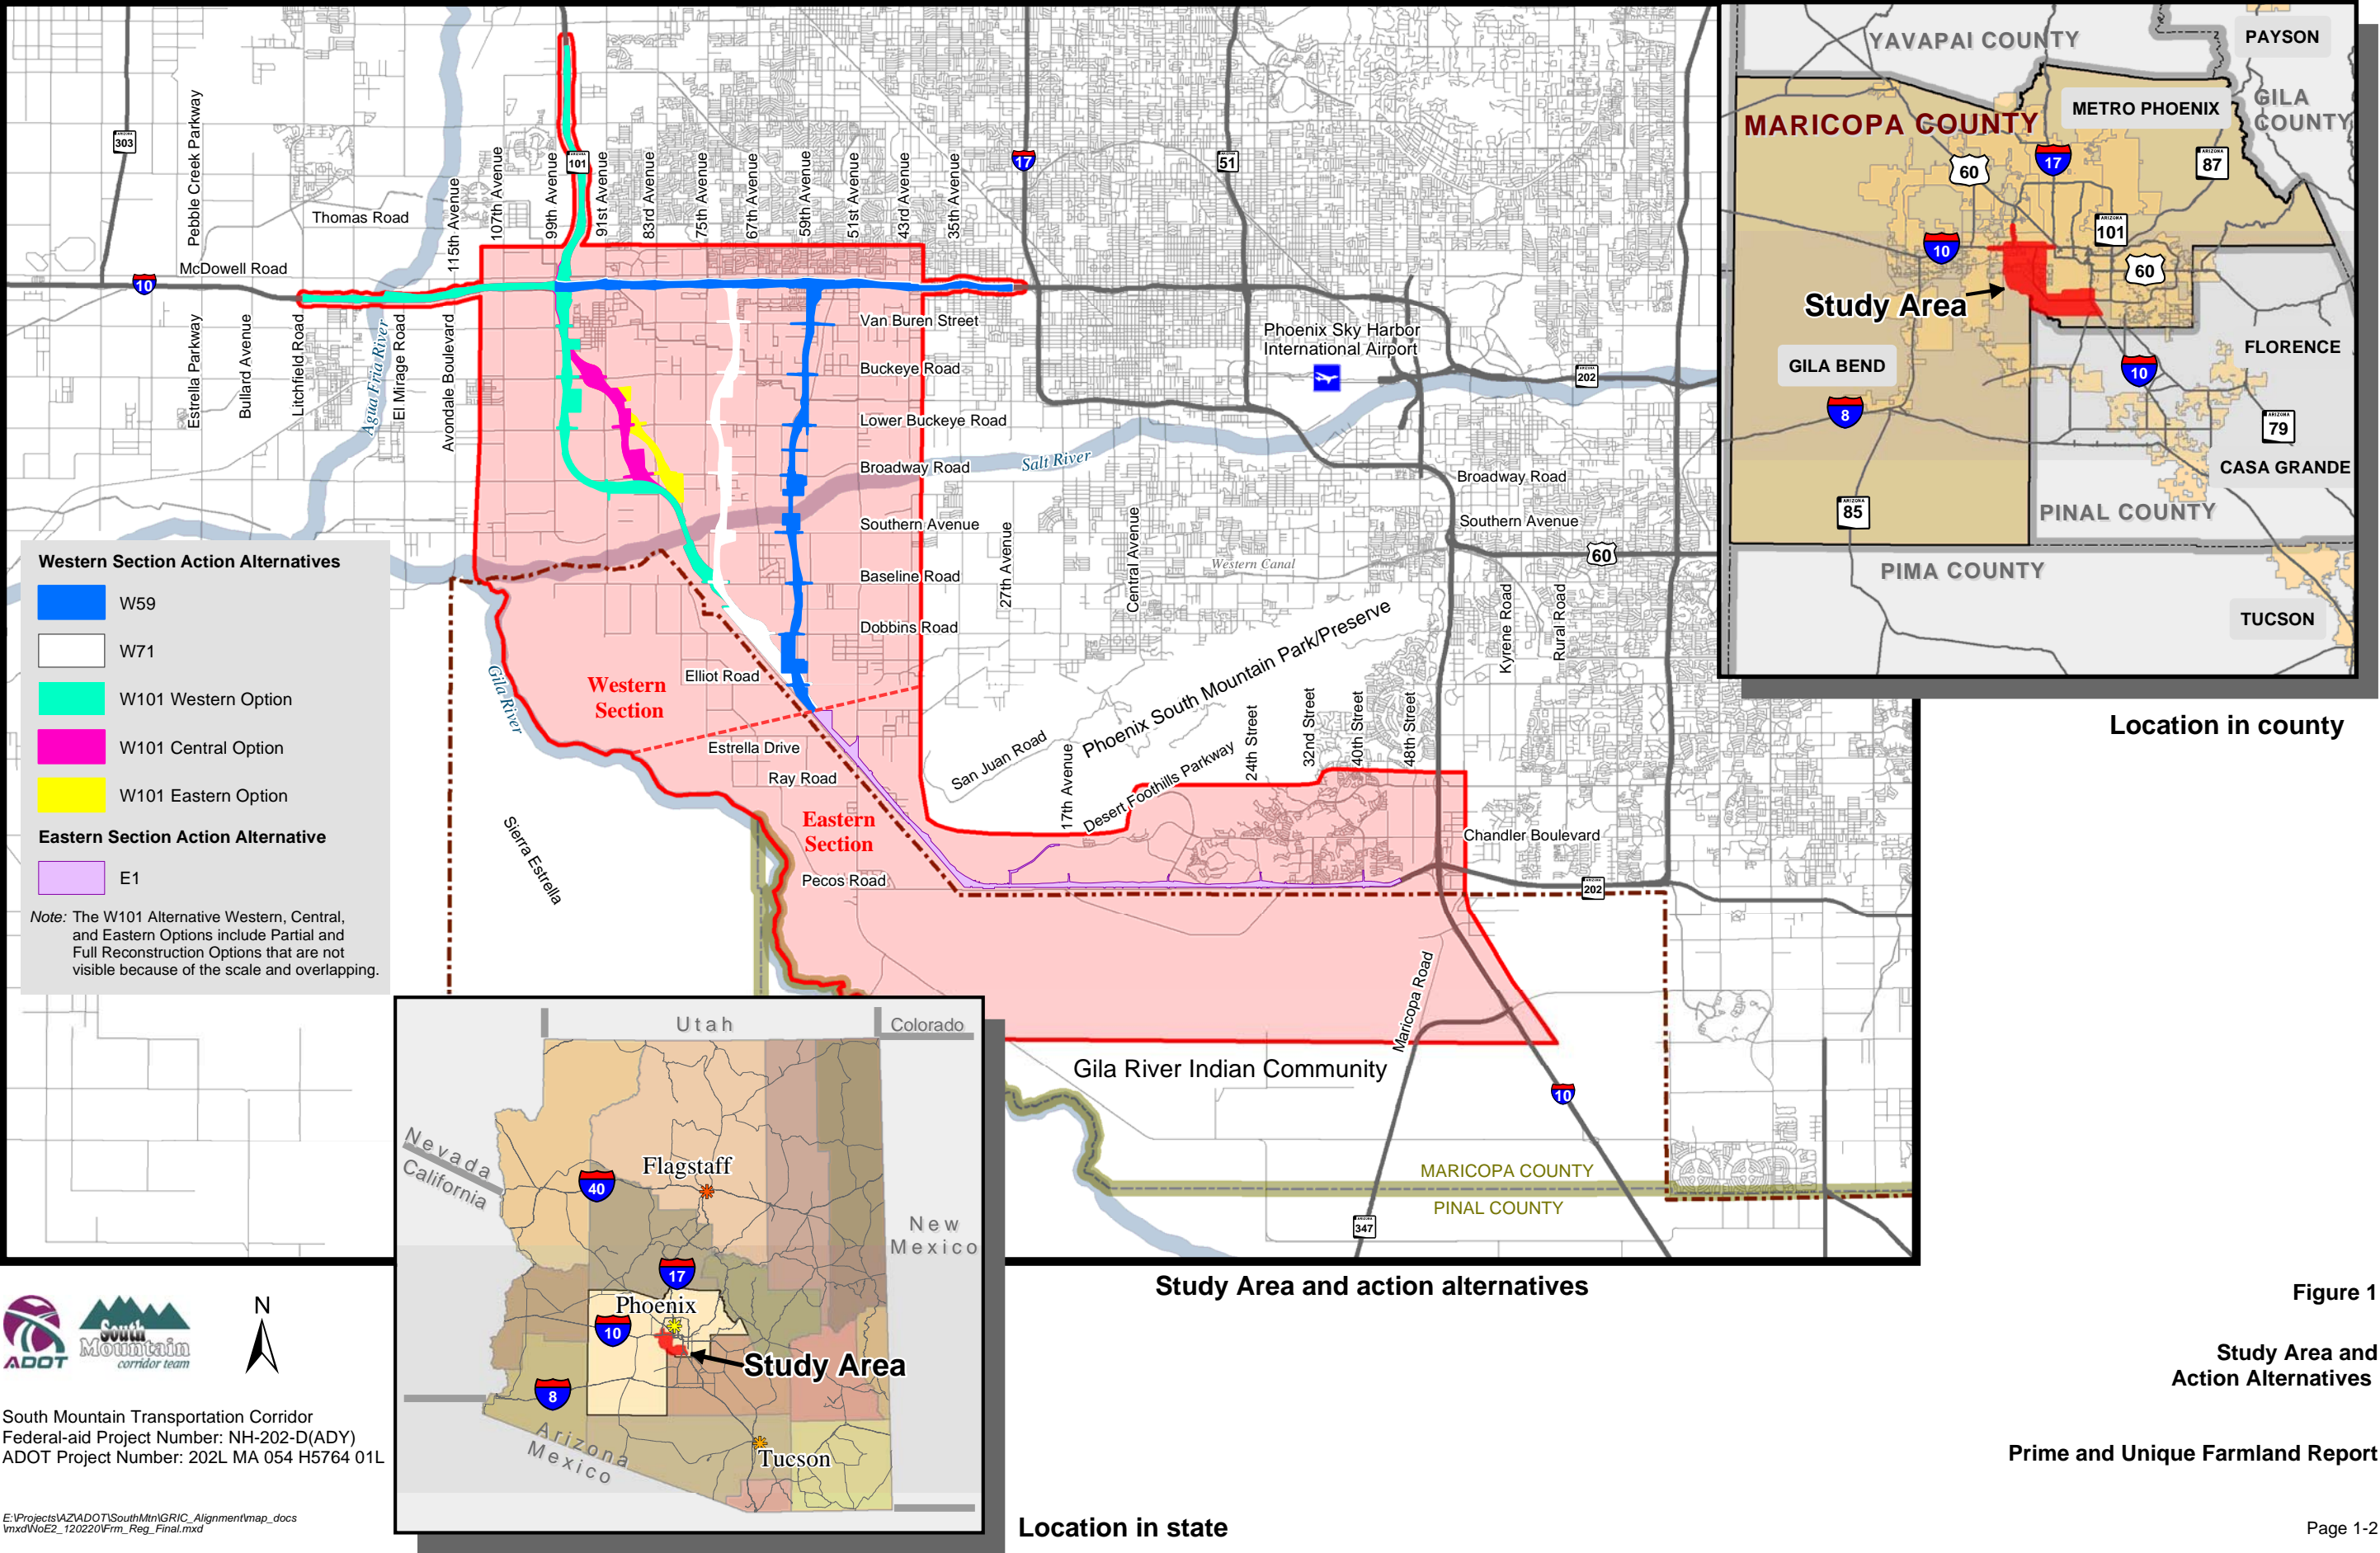 303
Pebble Creek Parkway
Thomas Road
McDowell Road
10
Estrella Parkway
Bullard Avenue
Litchfield Road
Agua Fria River
El Mirage Road
Avondale Boulevard
115th Avenue
107th Avenue
99th Avenue
ARIZONA
101
91st Avenue
83rd Avenue
75th Avenue
67th Avenue
59th Avenue
51st Avenue
43rd Avenue
35th Avenue
17
51
Van Buren Street
Buckeye Road
Lower Buckeye Road
Broadway Road
Southern Avenue
Baseline Road
Dobbins Road
Phoenix Sky Harbor
International Airport
202
Salt River
Broadway Road
Southern Avenue
60
27th Avenue
Central Avenue
Western Canal
Kyrene Road
Rural Road
Phoenix South Mountain Park/Preserve
San Juan Road
17th Avenue
Desert Foothills Parkway
24th Street
32nd Street
40th Street
48th Street
Chandler Boulevard
202
Elliot Road
Western
Section
Gila River
Estrella Drive
Ray Road
Eastern
Section
Pecos Road
Sierra Estrella
Maricopa Road
Gila River Indian Community
10
MARICOPA COUNTY
PINAL COUNTY
347
Western Section Action Alternatives
W59
W71
W101 Western Option
W101 Central Option
W101 Eastern Option
Eastern Section Action Alternative
E1
Note: The W101 Alternative Western, Central,
and Eastern Options include Partial and
Full Reconstruction Options that are not
visible because of the scale and overlapping.
YAVAPAI COUNTY
PAYSON
METRO PHOENIX
GILA
COUNTY
MARICOPA COUNTY
60
17
ARIZONA
87
10
ARIZONA
101
60
Study Area
GILA BEND
8
10
FLORENCE
ARIZONA
79
CASA GRANDE
ARIZONA
85
PINAL COUNTY
PIMA COUNTY
TUCSON
Location in county
Utah
Colorado
Nevada
California
Flagstaff
40
New
Mexico
17
Phoenix
10
Study Area
8
Arizona
Mexico
Tucson
Location in state
Study Area and action alternatives
ADOT
South
Mountain
corridor team
N
South Mountain Transportation Corridor
Federal-aid Project Number: NH-202-D(ADY)
ADOT Project Number: 202L MA 054 H5764 01L
E:\Projects\AZ\ADOT\SouthMtn\GRIC_Alignment\map_docs
\mxd\NoE2_120220\Frm_Reg_Final.mxd
Figure 1
Study Area and
Action Alternatives
Prime and Unique Farmland Report
Page 1-2